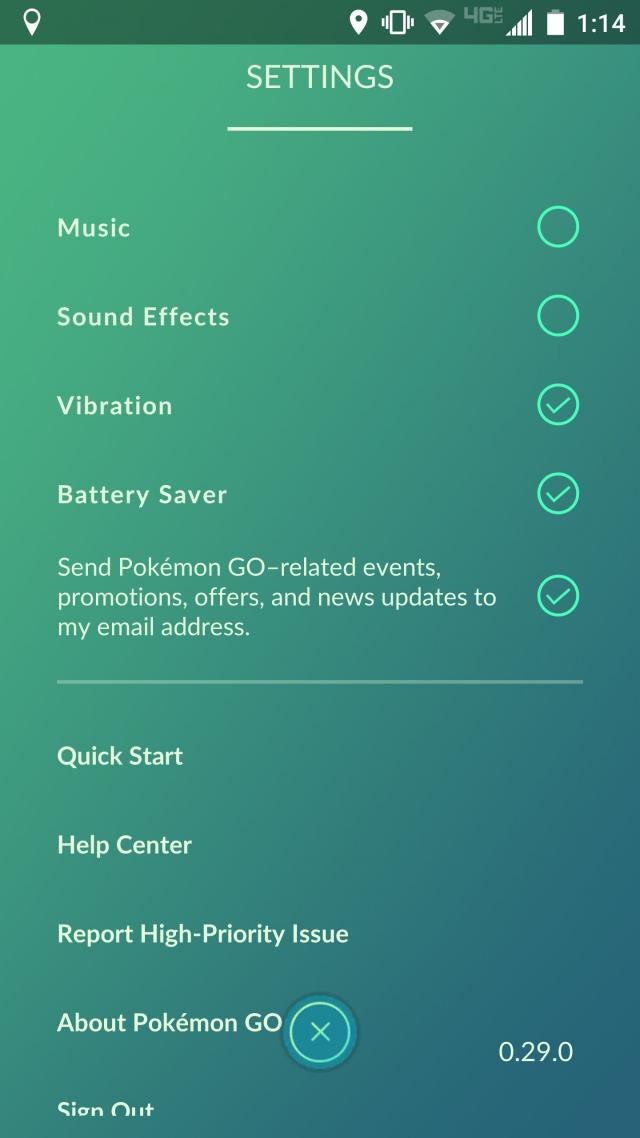 4G LTE 1:14
SETTINGS
Music
Sound Effects
Vibration
Battery Saver
Send Pokémon GO–related events,
promotions, offers, and news updates to
my email address.
Quick Start
Help Center
Report High-Priority Issue
About Pokémon GO
0.29.0
Sign Out